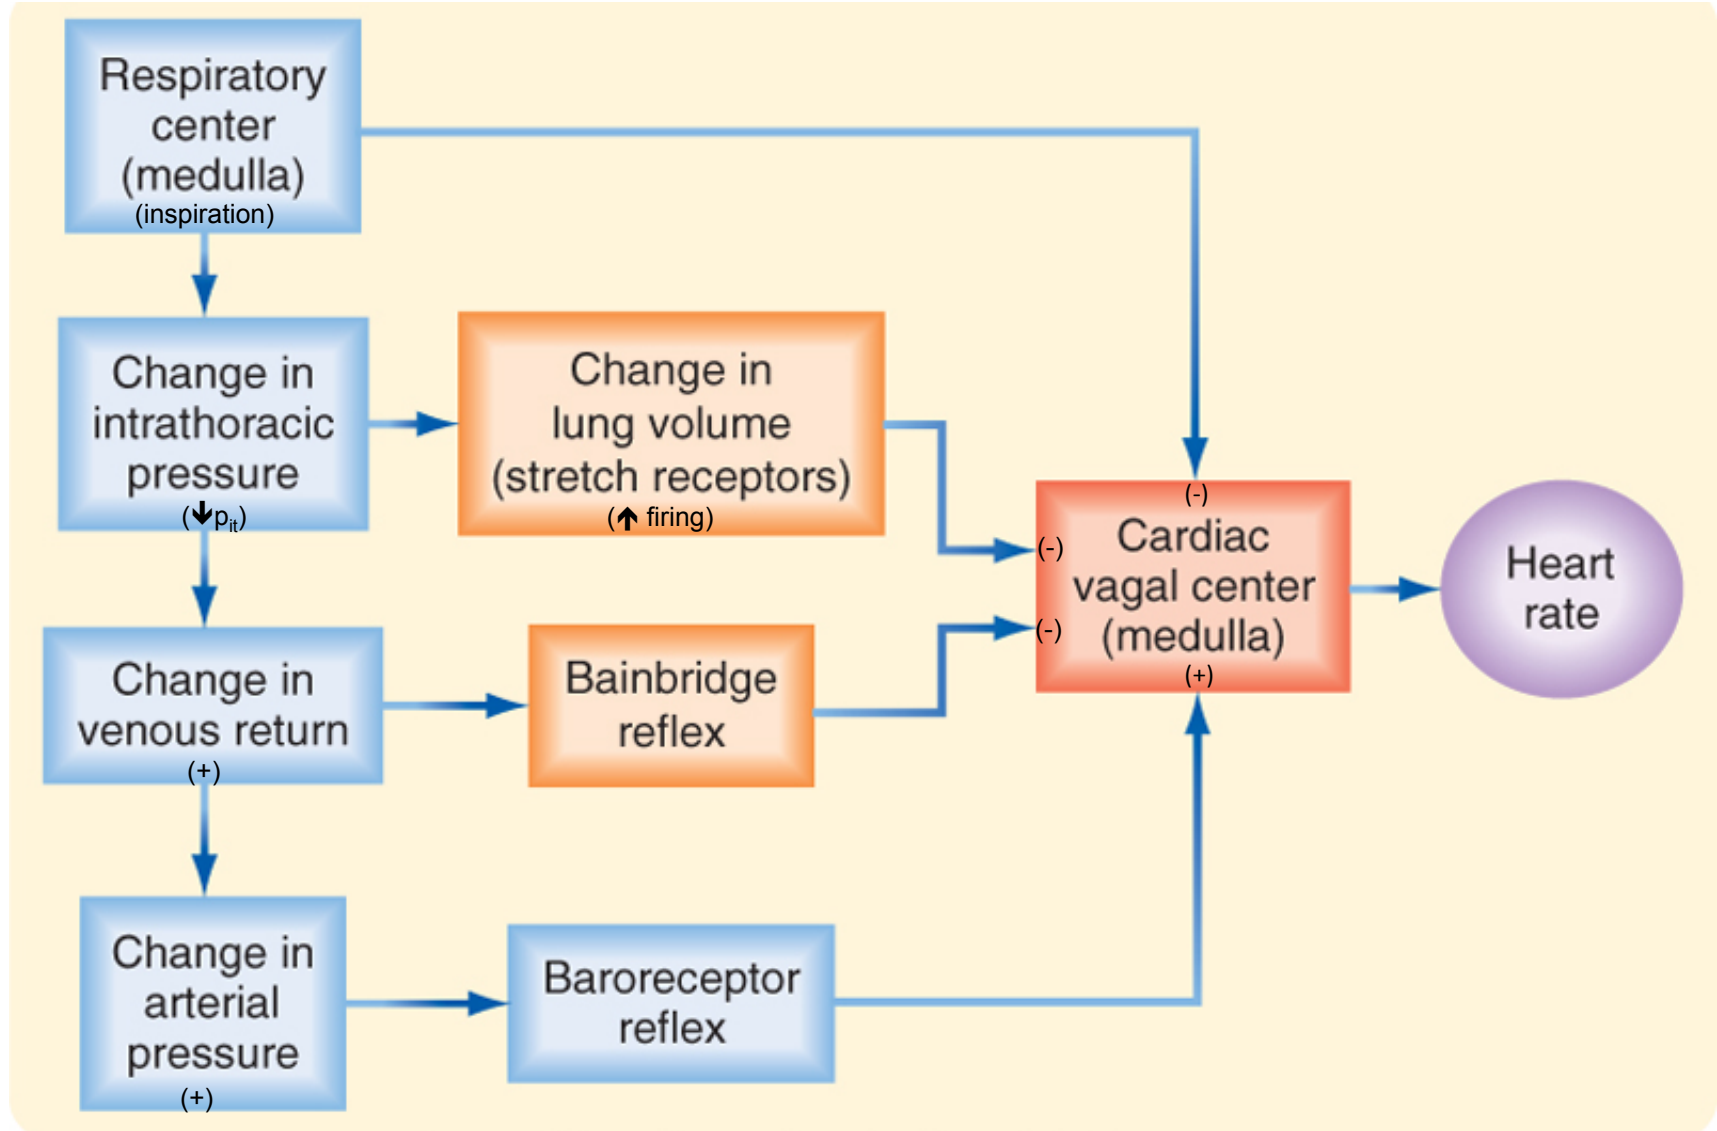 Respiratory
center
(medulla)
(inspiration)
Change in
intrathoracic
pressure
(🡻pit)
Change in
lung volume
(stretch receptors)
(🡹 firing)
(-)
Cardiac
vagal center
(medulla)
(+)
(-)
(-)
Heart
rate
Change in
venous return
(+)
Bainbridge
reflex
Change in
arterial
pressure
(+)
Baroreceptor
reflex